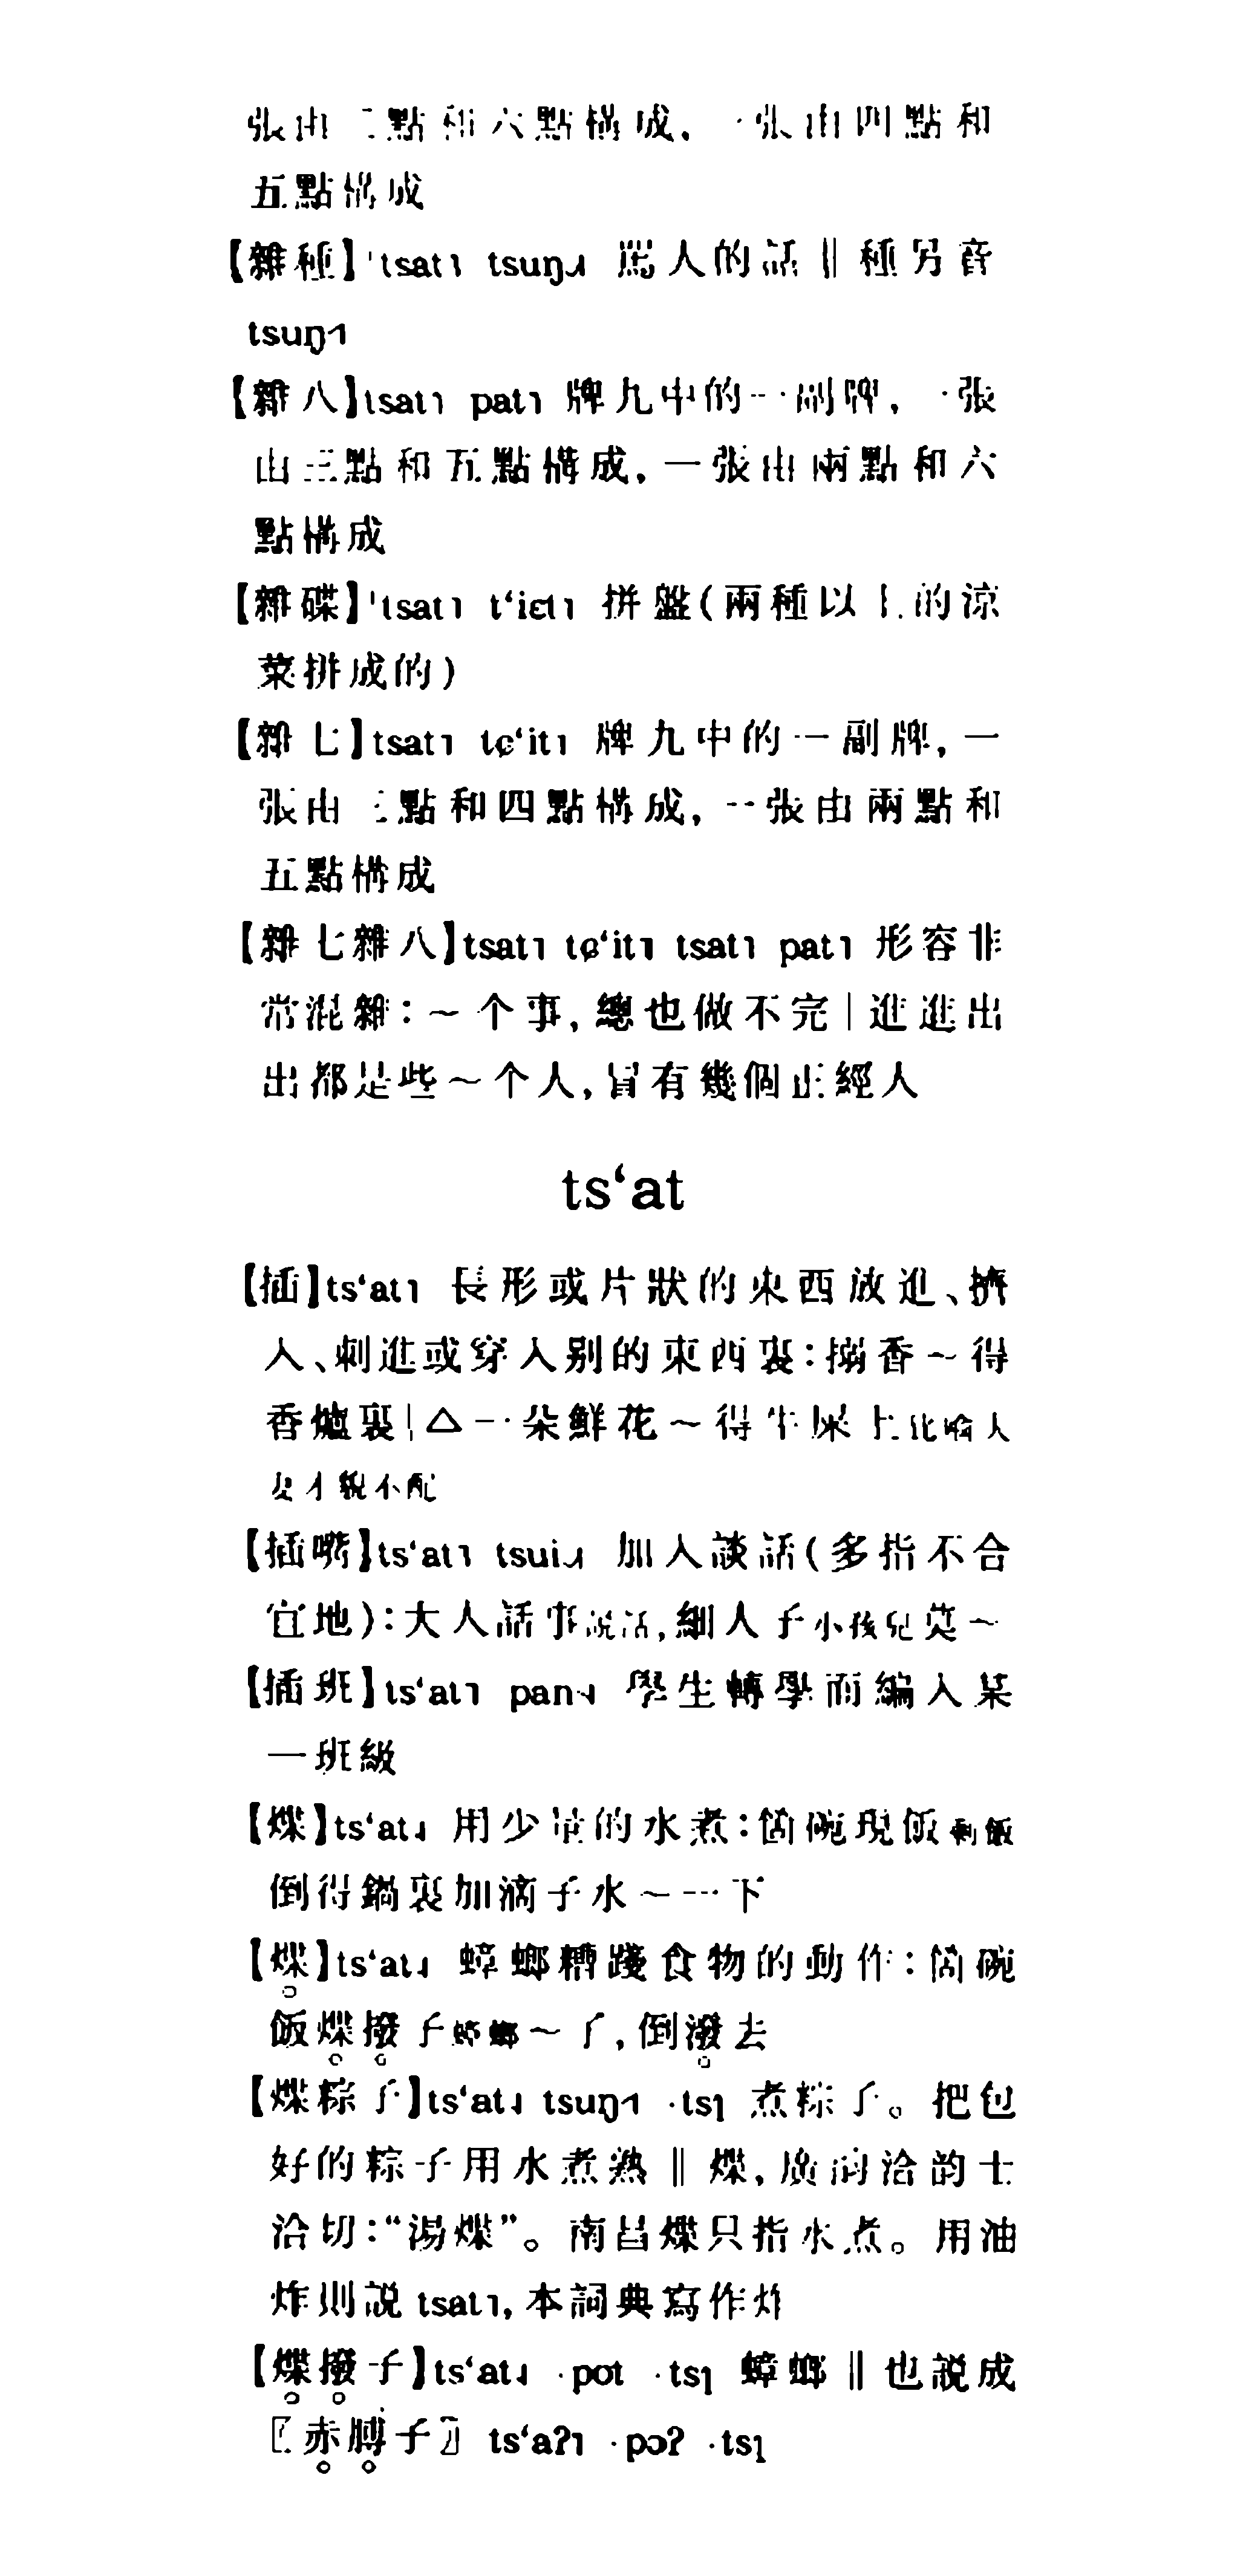 張由三點和六點構成，一張由四點和
五點構成
【雜種】ˈtsat˥ tsuŋ˨˩˧ 罵人的話‖種另音
tsuŋ˧˥
【雜八】tsat˥ pat˥ 牌九中的一副牌，一張
由三點和五點構成，一張由兩點和六
點構成
【雜碟】ˈtsat˥ tʻiɛt˥ 拼盤(兩種以上的涼
菜拼成的)
【雜七】tsat˥ tɕʻit˥ 牌九中的一副牌，一
張由三點和四點構成，一張由兩點和
五點構成
【雜七雜八】tsat˥ tɕʻit˥ tsat˥ pat˥ 形容非
常混雜：～个事，總也做不完｜進進出
出都是些～个人，冒有幾個正經人
tsʻat
【插】tsʻat˥ 長形或片狀的東西放進、擠
入、刺進或穿入别的東西裏：搦香～得
香爐裏｜△一朵鮮花～得牛屎上比喻人
才貌不配
【插嘴】tsʻat˥ tsui˨˩˧ 加入談話(多指不合
宜地)：大人話事說話，細人子小孩兒莫～
【插班】tsʻat˥ pan˦˨ 學生轉學而編入某
一班級
【煠】tsʻat˨ 用少量的水煮：箇碗現飯剩飯
倒得鍋裏加滴子水～一下
【煠】tsʻat˨ 蟑螂糟踐食物的動作：箇碗
飯煠撥子蟑螂～了，倒潑去
【煠粽子】tsʻat˨ tsuŋ˧˥ ·tsɿ 煮粽子。把包
好的粽子用水煮熟‖煠，廣韵洽韵士
洽切：“湯煠”。南昌煠只指水煮。用油
炸則説 tsat˥，本詞典寫作炸
【煠撥子】tsʻat˨ ·pɔt ·tsɿ 蟑螂‖也説成
〖赤膊子〗 tsʻaʔ˥ ·pɔʔ ·tsɿ